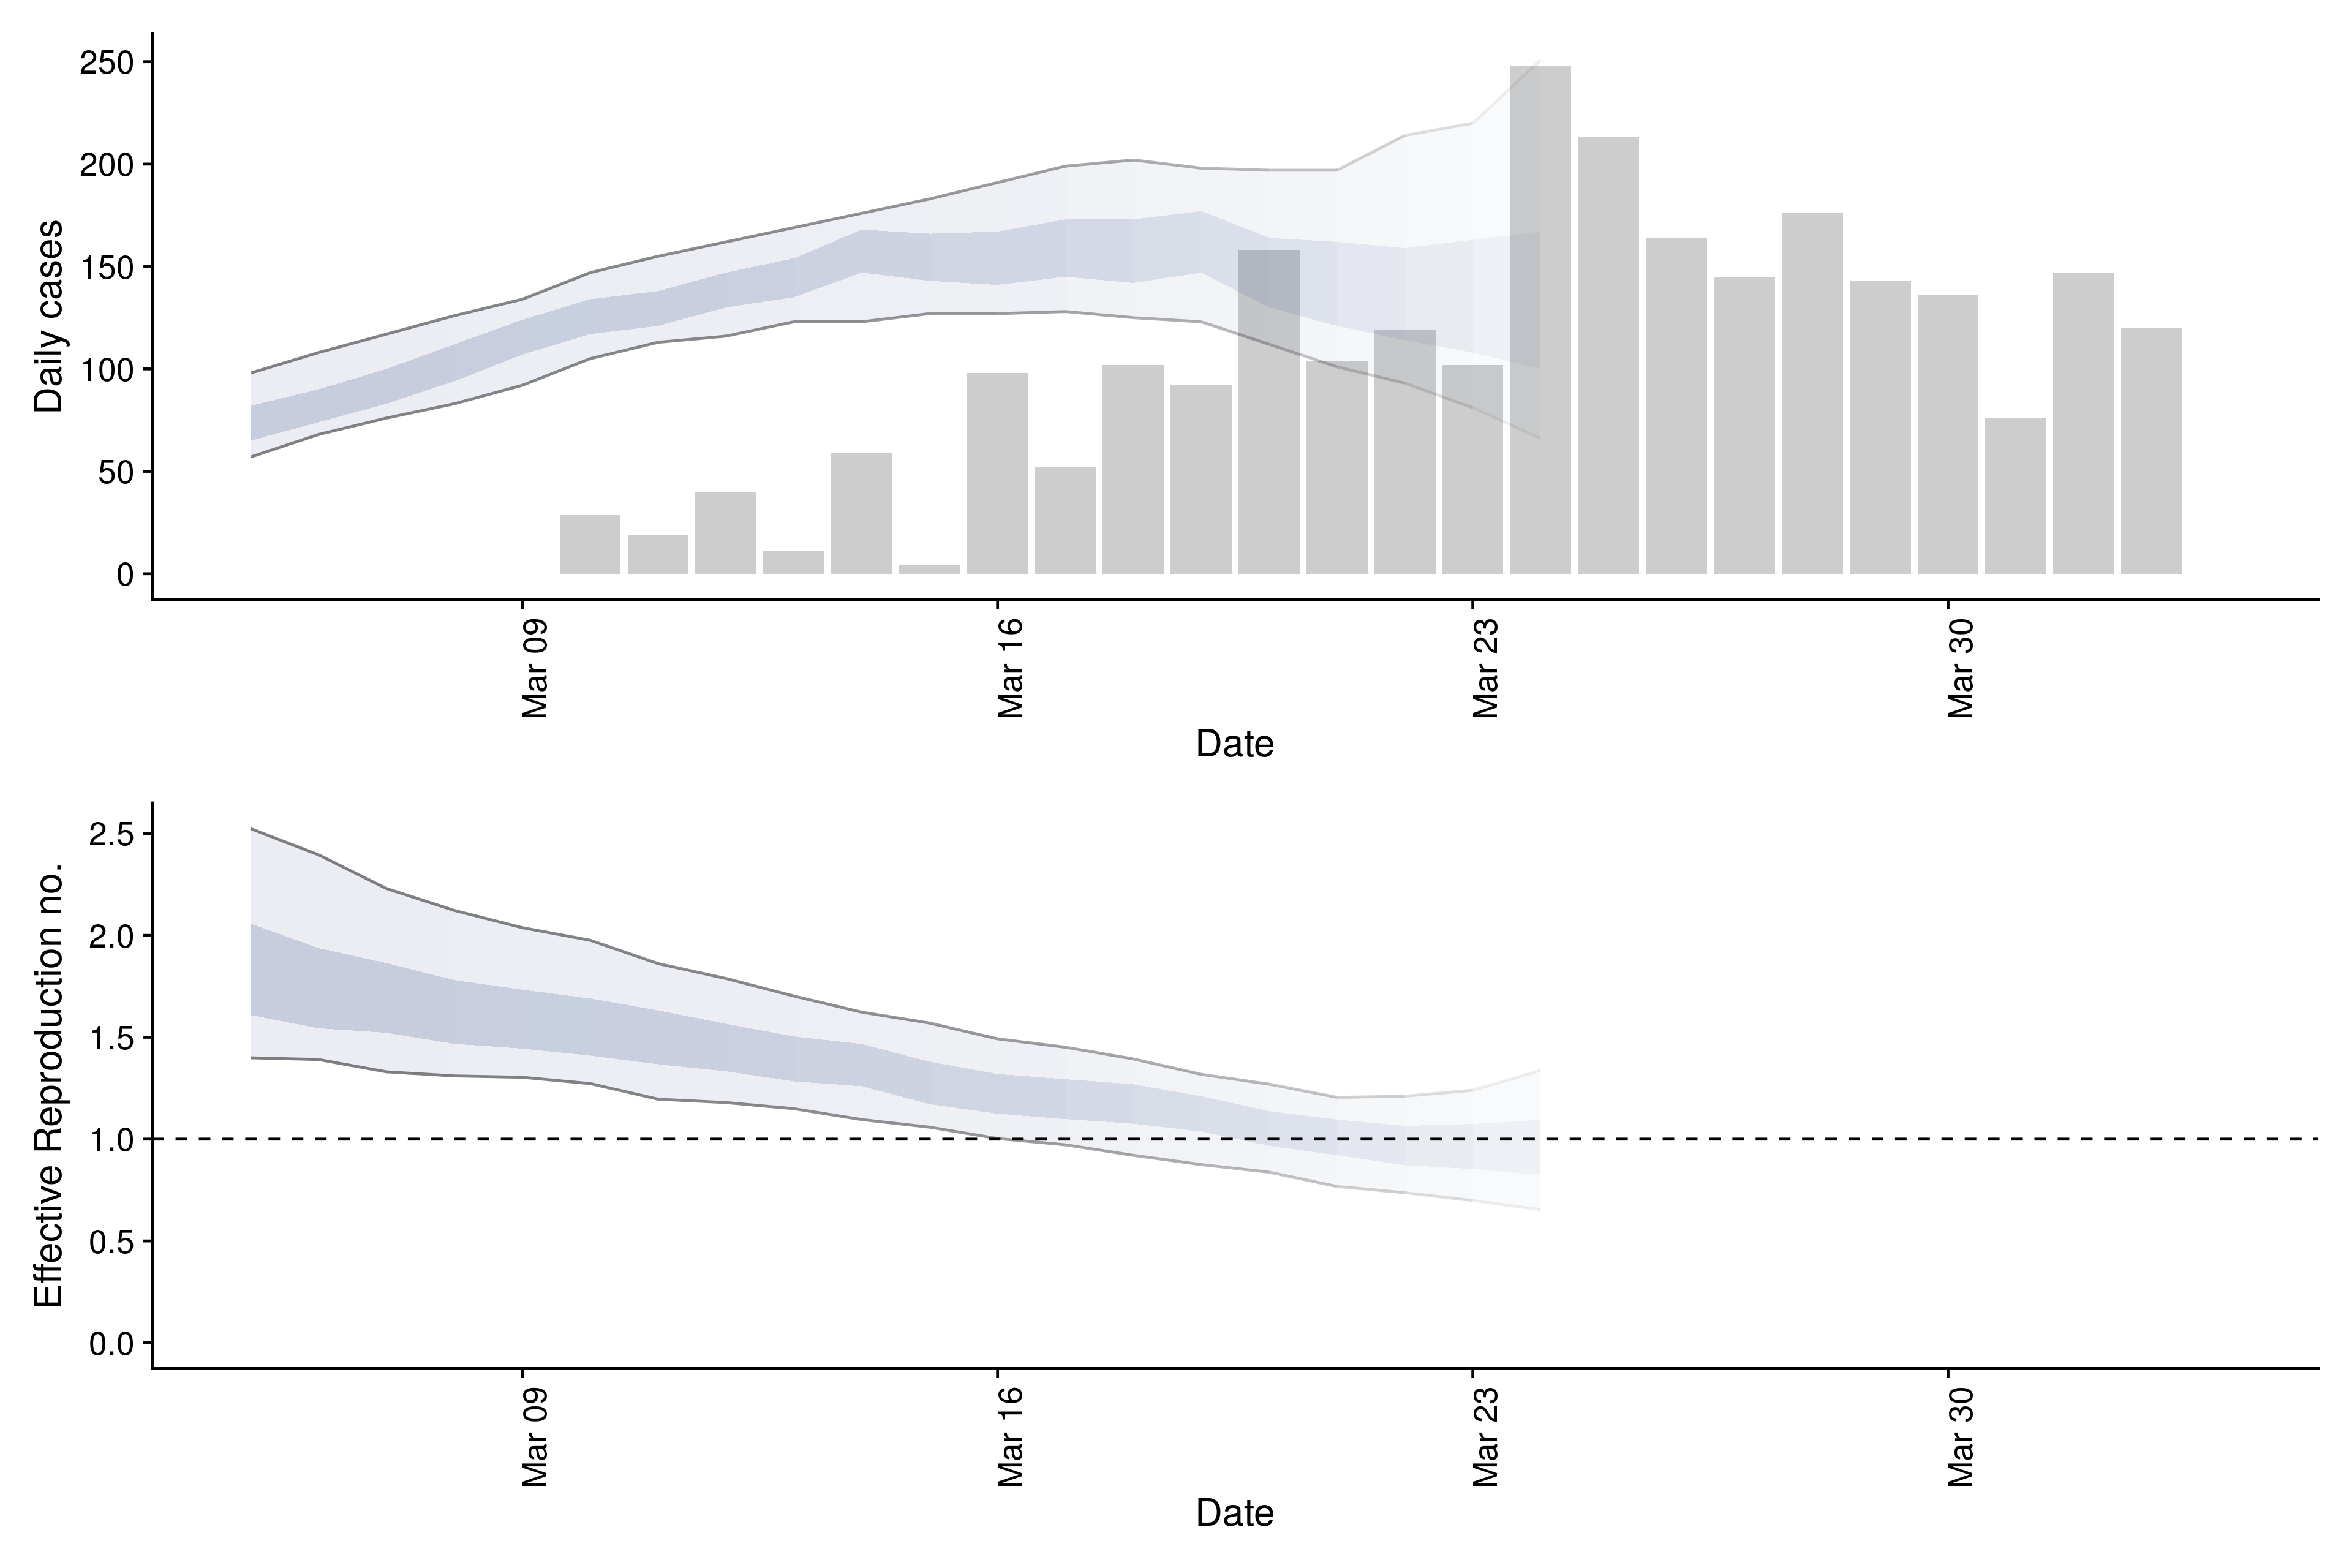 Daily cases
250
200
150
100
50
0
Mar 09
Mar 16
Mar 23
Mar 30
Date
Effective Reproduction no.
2.5
2.0
1.5
1.0
0.5
0.0
Mar 09
Mar 16
Mar 23
Mar 30
Date